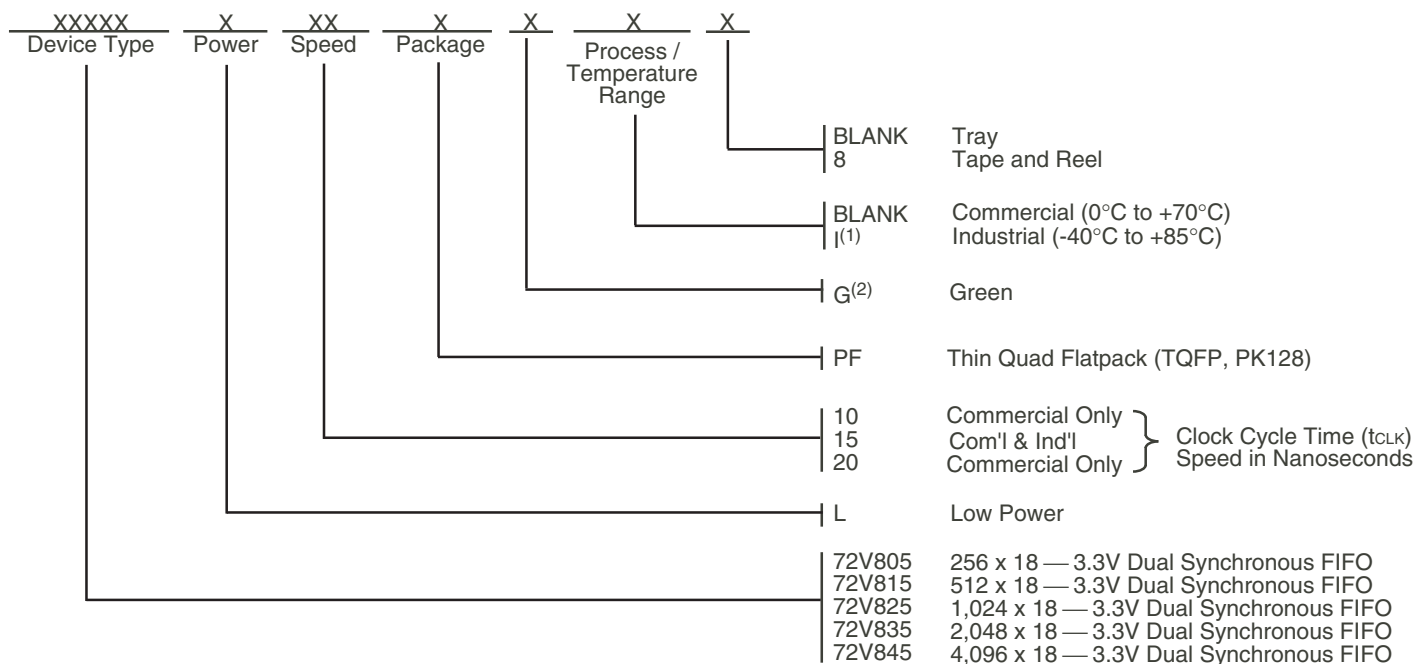 XXXXX X XX X X X X
Device Type Power Speed Package Process /
Temperature
Range
BLANK Tray
8 Tape and Reel
BLANK Commercial (0°C to +70°C)
I(1) Industrial (-40°C to +85°C)
G(2) Green
PF Thin Quad Flatpack (TQFP, PK128)
10 Commercial Only
15 Com'l & Ind'l
20 Commercial Only
Clock Cycle Time (tCLK)
Speed in Nanoseconds
L Low Power
72V805 256 x 18 — 3.3V Dual Synchronous FIFO
72V815 512 x 18 — 3.3V Dual Synchronous FIFO
72V825 1,024 x 18 — 3.3V Dual Synchronous FIFO
72V835 2,048 x 18 — 3.3V Dual Synchronous FIFO
72V845 4,096 x 18 — 3.3V Dual Synchronous FIFO